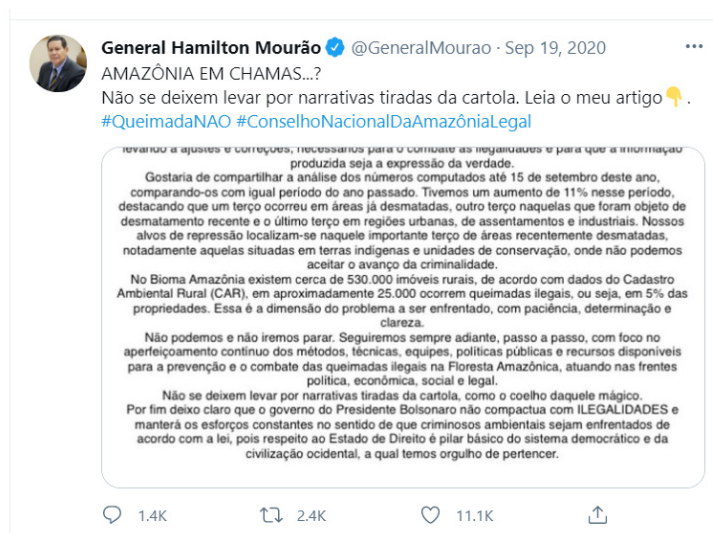 General Hamilton Mourão @GeneralMourao · Sep 19, 2020
AMAZÔNIA EM CHAMAS...?
Não se deixem levar por narrativas tiradas da cartola. Leia o meu artigo👇.
#QueimadaNAO #ConselhoNacionalDaAmazôniaLegal
levando a ajustes e correções, necessários para o combate às ilegalidades e para que a informação
produzida seja a expressão da verdade.
Gostaria de compartilhar a análise dos números computados até 15 de setembro deste ano,
comparando-os com igual período do ano passado. Tivemos um aumento de 11% nesse período,
destacando que um terço ocorreu em áreas já desmatadas, outro terço naquelas que foram objeto de
desmatamento recente e o último terço em regiões urbanas, de assentamentos e industriais. Nossos
alvos de repressão localizam-se naquele importante terço de áreas recentemente desmatadas,
notadamente aquelas situadas em terras indígenas e unidades de conservação, onde não podemos
aceitar o avanço da criminalidade.
No Bioma Amazônia existem cerca de 530.000 imóveis rurais, de acordo com dados do Cadastro
Ambiental Rural (CAR), em aproximadamente 25.000 ocorrem queimadas ilegais, ou seja, em 5% das
propriedades. Essa é a dimensão do problema a ser enfrentado, com paciência, determinação e
clareza.
Não podemos e não iremos parar. Seguiremos sempre adiante, passo a passo, com foco no
aperfeiçoamento continuo dos métodos, técnicas, equipes, políticas públicas e recursos disponíveis
para a prevenção e o combate das queimadas ilegais na Floresta Amazônica, atuando nas frentes
política, econômica, social e legal.
Não se deixem levar por narrativas tiradas da cartola, como o coelho daquele mágico.
Por fim deixo claro que o governo do Presidente Bolsonaro não compactua com ILEGALIDADES e
manterá os esforços constantes no sentido de que criminosos ambientais sejam enfrentados de
acordo com a lei, pois respeito ao Estado de Direito é pilar básico do sistema democrático e da
civilização ocidental, a qual temos orgulho de pertencer.
1.4K 2.4K 11.1K